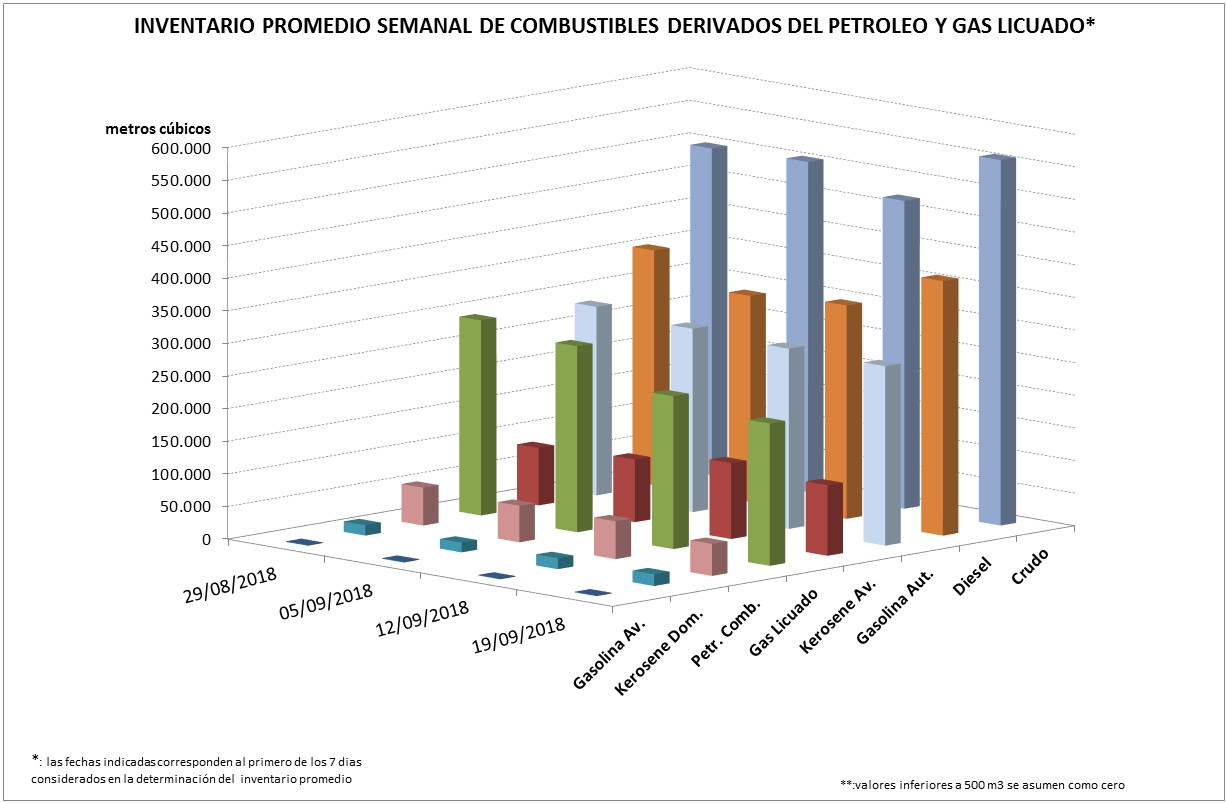 INVENTARIO PROMEDIO SEMANAL DE COMBUSTIBLES DERIVADOS DEL PETROLEO Y GAS LICUADO*
metros cúbicos
600.000
550.000
500.000
450.000
400.000
350.000
300.000
250.000
200.000
150.000
100.000
50.000
0
29/08/2018
05/09/2018
12/09/2018
19/09/2018
Gasolina Av.
Kerosene Dom.
Petr. Comb.
Gas Licuado
Kerosene Av.
Gasolina Aut.
Diesel
Crudo
*: las fechas indicadas corresponden al primero de los 7 dias
considerados en la determinación del inventario promedio
**:valores inferiores a 500 m3 se asumen como cero